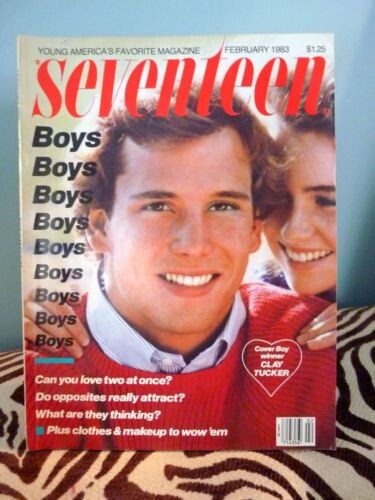 YOUNG AMERICA'S FAVORITE MAGAZINE FEBRUARY 1983 $1.25
seventeen
Boys
Boys
Boys
Boys
Boys
Boys
Boys
Boys
Boys
Cover Boy
winner
CLAY
TUCKER
Can you love two at once?
Do opposites really attract?
What are they thinking?
Plus clothes & makeup to wow 'em